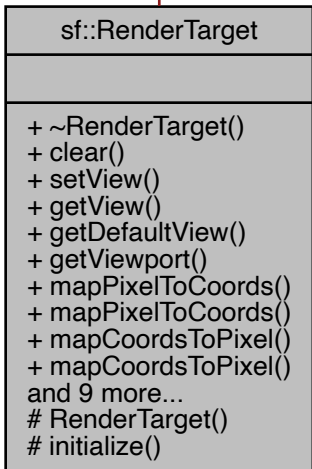 sf::RenderTarget
+ ~RenderTarget()
+ clear()
+ setView()
+ getView()
+ getDefaultView()
+ getViewport()
+ mapPixelToCoords()
+ mapPixelToCoords()
+ mapCoordsToPixel()
+ mapCoordsToPixel()
and 9 more...
# RenderTarget()
# initialize()